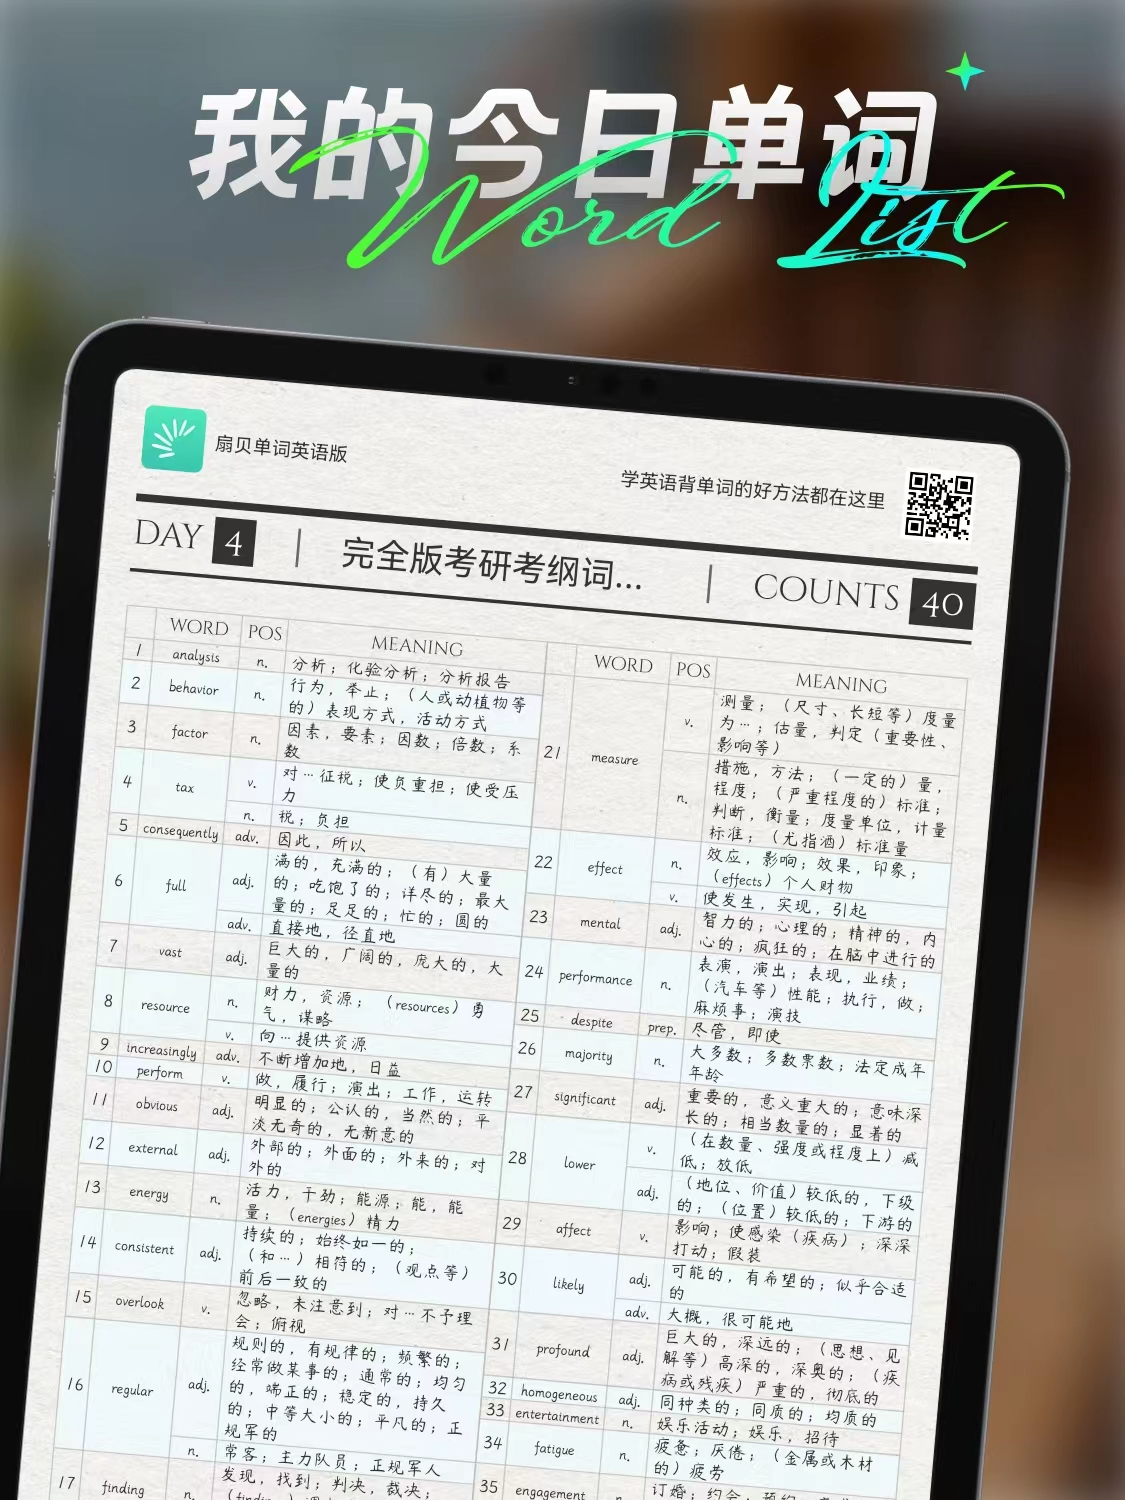 我的今日单词
Word List
扇贝单词英语版
学英语背单词的好方法都在这里
DAY 4 | 完全版考研考纲词... | COUNTS 40
WORD POS MEANING
1 analysis n. 分析；化验分析；分析报告
2 behavior n. 行为，举止；（人或动植物等
的）表现方式，活动方式
3 factor n. 因素，要素；因数；倍数；系
数
4 tax v. 对…征税；使负重担；使受压
力
n. 税；负担
5 consequently adv. 因此，所以
6 full adj. 满的，充满的；（有）大量
的；吃饱了的；详尽的；最大
量的；足足的；忙的；圆的
adv. 直接地，径直地
7 vast adj. 巨大的，广阔的，庞大的，大
量的
8 resource n. 财力，资源；（resources）勇
气，谋略
v. 向…提供资源
9 increasingly adv. 不断增加地，日益
10 perform v. 做，履行；演出；工作，运转
11 obvious adj. 明显的；公认的，当然的；平
淡无奇的，无新意的
12 external adj. 外部的；外面的；外来的；对
外的
13 energy n. 活力，干劲；能源；能，能
量；（energies）精力
14 consistent adj. 持续的；始终如一的；
（和…）相符的；（观点等）
前后一致的
15 overlook v. 忽略，未注意到；对…不予理
会；俯视
16 regular adj. 规则的，有规律的；频繁的；
经常做某事的；通常的；均匀
的，端正的；稳定的，持久
的；中等大小的；平凡的；正
规军的
n. 常客；主力队员；正规军人
17 finding n. 发现，找到；判决，裁决；
WORD POS MEANING
21 measure v. 测量；（尺寸、长短等）度量
为…；估量，判定（重要性、
影响等）
n. 措施，方法；（一定的）量，
程度；（严重程度的）标准；
判断，衡量；度量单位，计量
标准；（尤指酒）标准量
22 effect n. 效应，影响；效果，印象；
（effects）个人财物
v. 使发生，实现，引起
23 mental adj. 智力的；心理的；精神的，内
心的；疯狂的；在脑中进行的
24 performance n. 表演，演出；表现，业绩；
（汽车等）性能；执行，做；
麻烦事；演技
25 despite prep. 尽管，即使
26 majority n. 大多数；多数票数；法定成年
年龄
27 significant adj. 重要的，意义重大的；意味深
长的；相当数量的；显著的
28 lower v. （在数量、强度或程度上）减
低；放低
adj. （地位、价值）较低的，下级
的；（位置）较低的；下游的
29 affect v. 影响；使感染（疾病）；深深
打动；假装
30 likely adj. 可能的，有希望的；似乎合适
的
adv. 大概，很可能地
31 profound adj. 巨大的，深远的；（思想、见
解等）高深的，深奥的；（疾
病或残疾）严重的，彻底的
32 homogeneous adj. 同种类的；同质的；均质的
33 entertainment n. 娱乐活动；娱乐，招待
34 fatigue n. 疲惫；厌倦；（金属或木材
的）疲劳
35 engagement n.